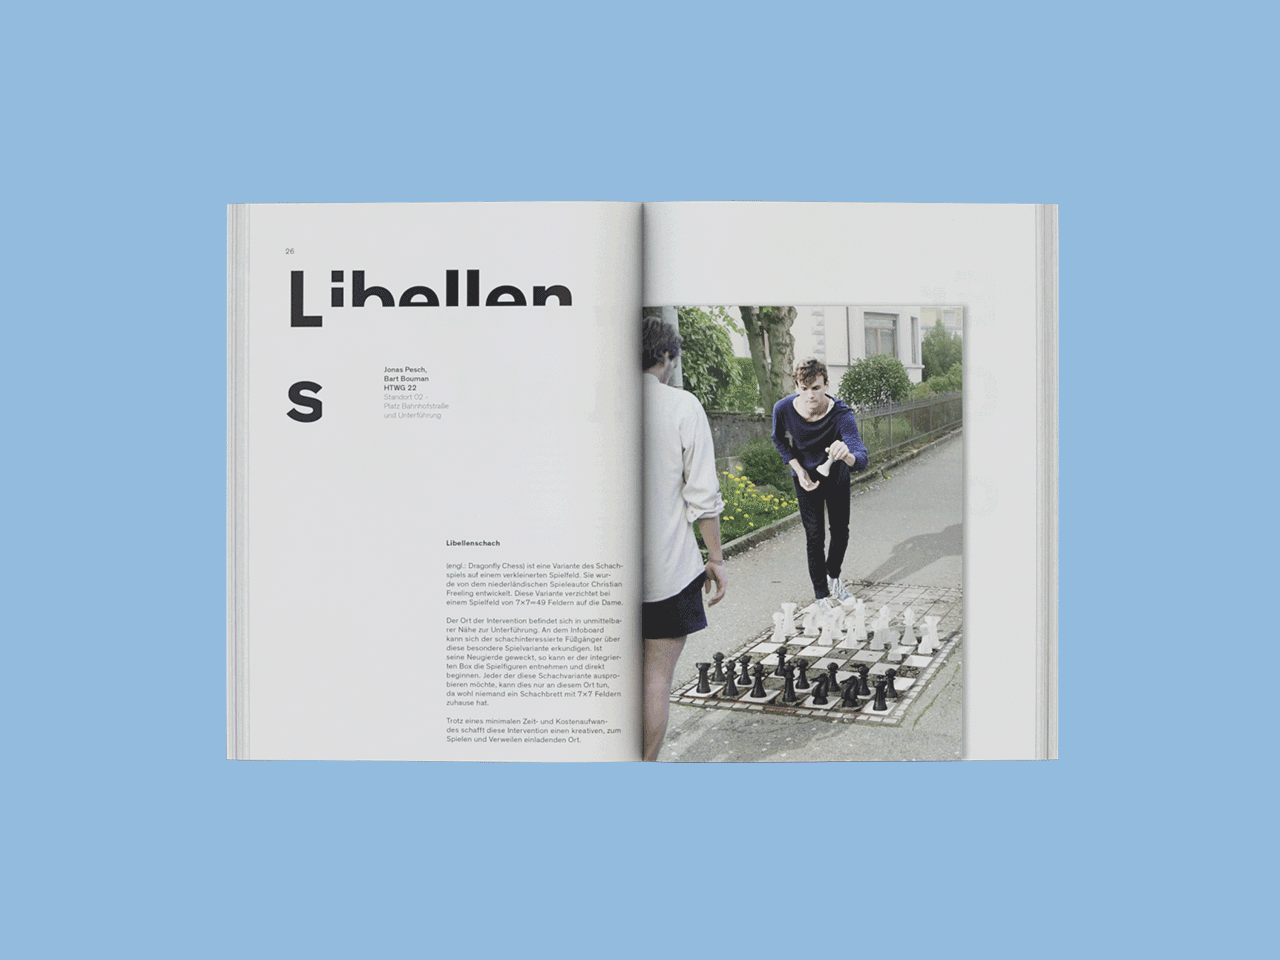 26
Libellen
s
Jonas Pesch,
Bart Bouman
HTWG 22
Standort 02 -
Platz Bahnhofstraße
und Unterführung
Libellenschach
(engl.: Dragonfly Chess) ist eine Variante des Schach-
spiels auf einem verkleinerten Spielfeld. Sie wur-
de von dem niederländischen Spieleautor Christian
Freeling entwickelt. Diese Variante verzichtet bei
einem Spielfeld von 7×7=49 Feldern auf die Dame.
Der Ort der Intervention befindet sich in unmittelba-
rer Nähe zur Unterführung. An dem Infoboard
kann sich der schachinteressierte Füßgänger über
diese besondere Spielvariante erkundigen. Ist
seine Neugierde geweckt, so kann er der integrier-
ten Box die Spielfiguren entnehmen und direkt
beginnen. Jeder der diese Schachvariante auspro-
bieren möchte, kann dies nur an diesem Ort tun,
da wohl niemand ein Schachbrett mit 7×7 Feldern
zuhause hat.
Trotz eines minimalen Zeit- und Kostenaufwan-
des schafft diese Intervention einen kreativen, zum
Spielen und Verweilen einladenden Ort.